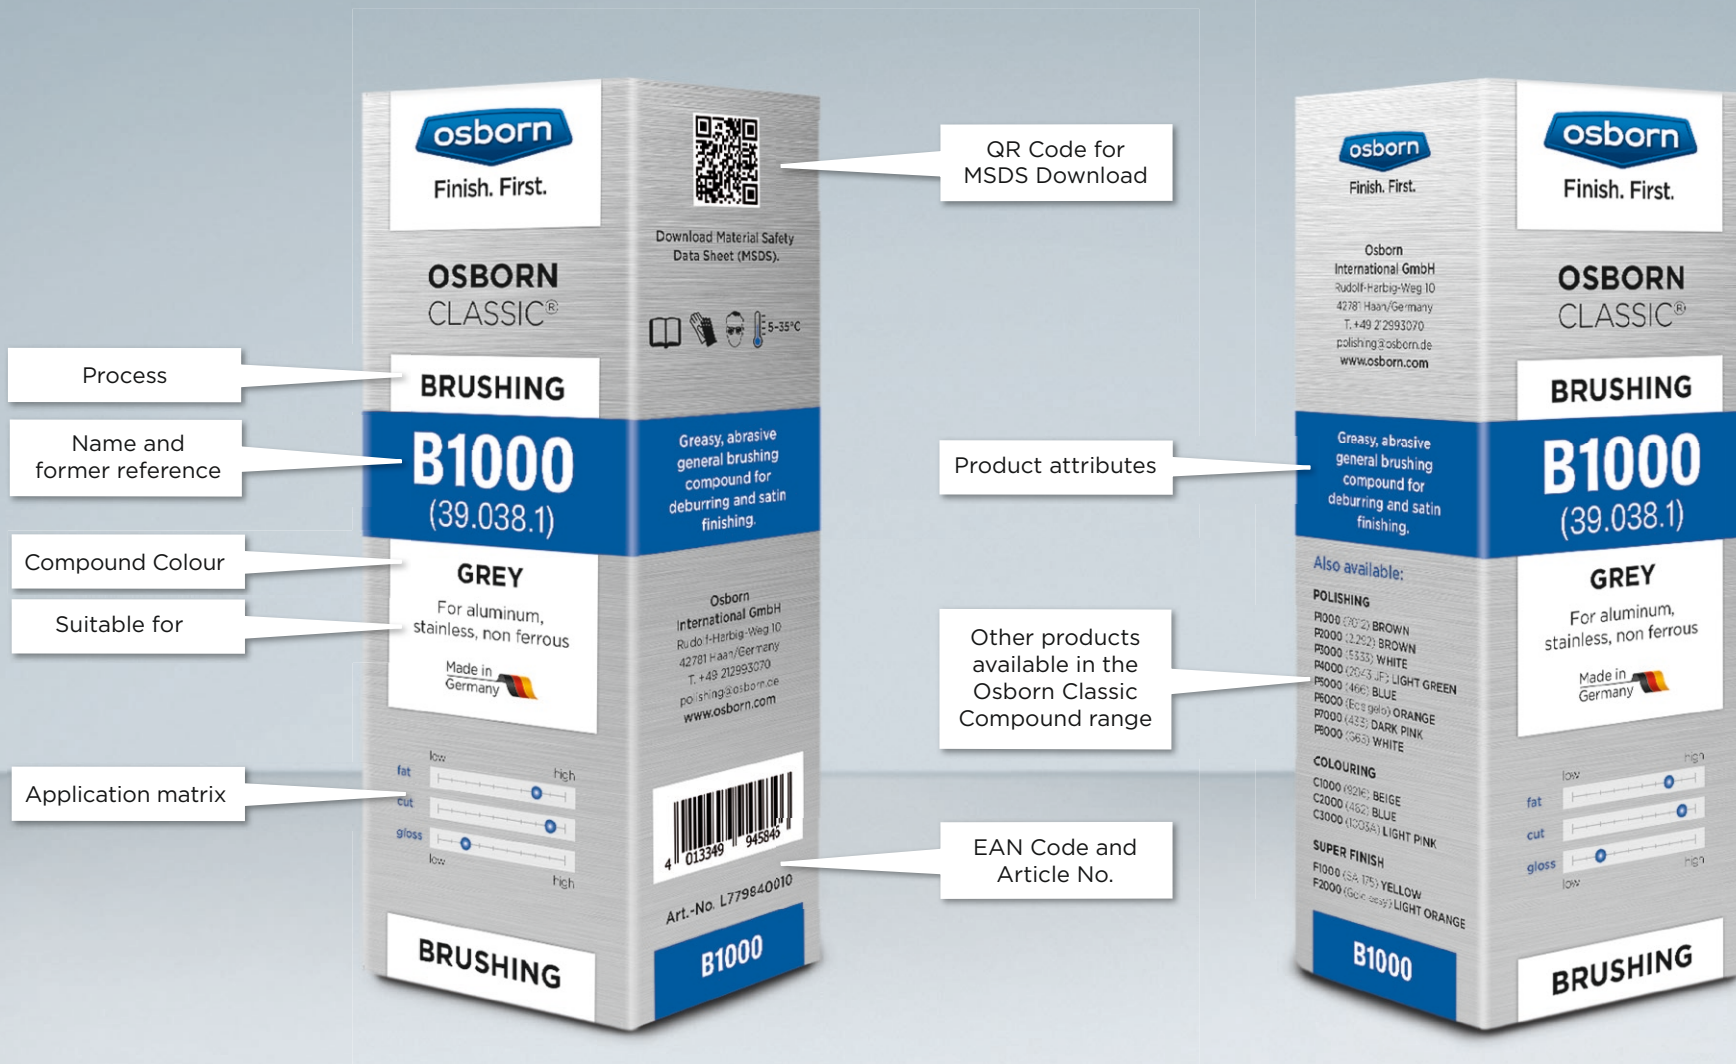 Process
Name and
former reference
Compound Colour
Suitable for
Application matrix
osborn
Finish. First.
OSBORN
CLASSIC®
BRUSHING
B1000
(39.038.1)
GREY
For aluminum,
stainless, non ferrous
Made in
Germany
low
high
fat
cut
gloss
low
high
BRUSHING
Download Material Safety
Data Sheet (MSDS).
5-35°C
Greasy, abrasive
general brushing
compound for
deburring and satin
finishing.
Osborn
International GmbH
Rudolf-Harbig-Weg 10
42781 Haan/Germany
T. +49 212993070
polishing@osborn.de
www.osborn.com
4 013349 945846
Art.-No. L779840010
B1000
QR Code for
MSDS Download
Product attributes
Other products
available in the
Osborn Classic
Compound range
EAN Code and
Article No.
osborn
Finish. First.
Osborn
International GmbH
Rudolf-Harbig-Weg 10
42781 Haan/Germany
T. +49 212993070
polishing@osborn.de
www.osborn.com
Greasy, abrasive
general brushing
compound for
deburring and satin
finishing.
Also available:
POLISHING
P1000 BROWN
P2000 (2.292) BROWN
P3000 (5333) WHITE
P4000 LIGHT GREEN
P5000 (466) BLUE
P6000 ORANGE
P7000 (433) DARK PINK
P8000 WHITE
COLOURING
C1000 BEIGE
C2000 BLUE
C3000 LIGHT PINK
SUPER FINISH
F1000 (SA 175) YELLOW
F2000 LIGHT ORANGE
B1000
osborn
Finish. First.
OSBORN
CLASSIC®
BRUSHING
B1000
(39.038.1)
GREY
For aluminum,
stainless, non ferrous
Made in
Germany
low
high
fat
cut
gloss
low
high
BRUSHING